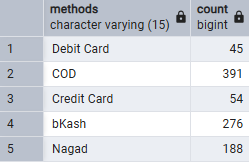 methods count
character varying (15) bigint
1 Debit Card 45
2 COD 391
3 Credit Card 54
4 bKash 276
5 Nagad 188